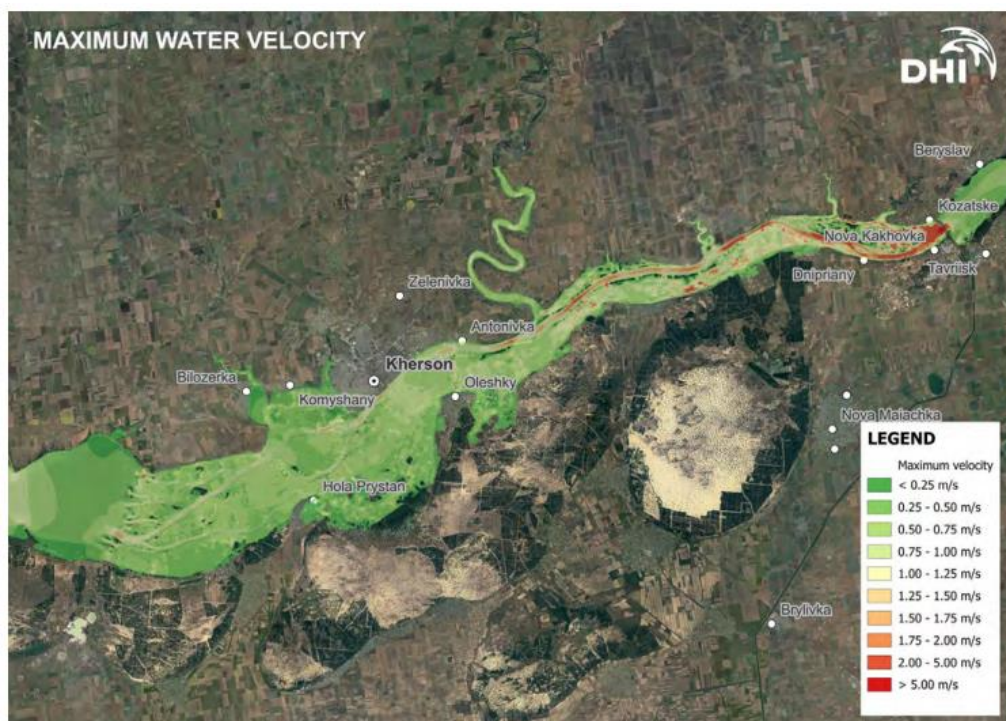 MAXIMUM WATER VELOCITY
DHI
Beryslav
Kozatske
Nova Kakhovka
Dnipriany
Tavriisk
Zelenivka
Antonivka
Kherson
Bilozerka
Komyshany
Oleshky
Nova Maiachka
Hola Prystan
Brylivka
LEGEND
Maximum velocity
< 0.25 m/s
0.25 - 0.50 m/s
0.50 - 0.75 m/s
0.75 - 1.00 m/s
1.00 - 1.25 m/s
1.25 - 1.50 m/s
1.50 - 1.75 m/s
1.75 - 2.00 m/s
2.00 - 5.00 m/s
> 5.00 m/s